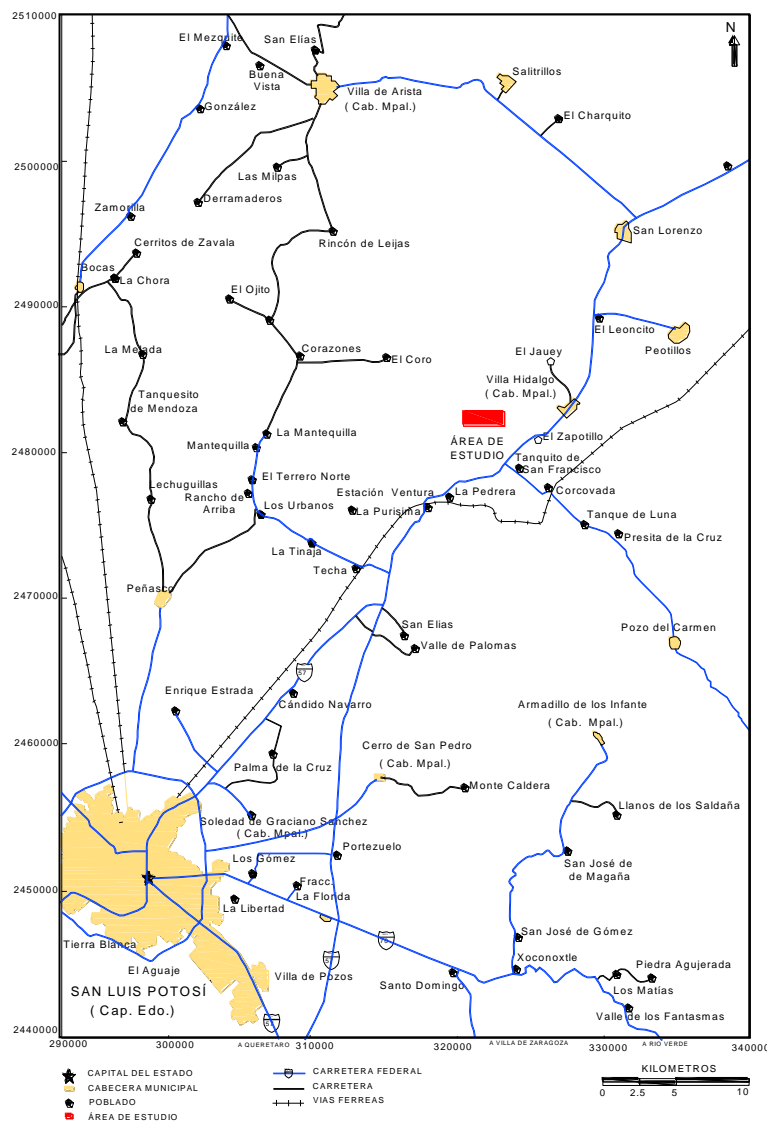 2510000
El Mezquite
San Elías
N
Buena
Vista
Salitrillos
Villa de Arista
( Cab. Mpal.)
González
El Charquito
2500000
Las Milpas
Derramaderos
Zamorilla
San Lorenzo
Cerritos de Zavala
Rincón de Leijas
Bocas
La Chora
El Ojito
2490000
El Leoncito
Peotillos
La Melada
Corazones
El Coro
El Jauey
Villa Hidalgo
( Cab. Mpal.)
Tanquesito
de Mendoza
La Mantequilla
Mantequilla
ÁREA DE
ESTUDIO
El Zapotillo
2480000
Tanquito de
San Francisco
El Terrero Norte
Lechuguillas
Rancho de
Arriba
Los Urbanos
Estación Ventura
La Purisima
La Pedrera
Corcovada
Tanque de Luna
Presita de la Cruz
La Tinaja
Techa
Peñasco
2470000
San Elias
Valle de Palomas
Pozo del Carmen
57
Enrique Estrada
Cándido Navarro
Armadillo de los Infante
( Cab. Mpal.)
2460000
Cerro de San Pedro
( Cab. Mpal.)
Palma de la Cruz
Monte Caldera
Llanos de los Saldaña
Soledad de Graciano Sanchez
( Cab. Mpal.)
Portezuelo
Los Gómez
San José de
de Magaña
2450000
Fracc.
La Florida
La Libertad
San José de Gómez
Tierra Blanca
70
El Aguaje
Villa de Pozos
57
Xoconoxtle
Piedra Agujerada
Santo Domingo
Los Matías
SAN LUIS POTOSÍ
( Cap. Edo.)
Valle de los Fantasmas
57
2440000
290000
300000
A QUERETARO
310000
320000
A VILLA DE ZARAGOZA
330000
A RIO VERDE
340000
CAPITAL DEL ESTADO
CABECERA MUNICIPAL
POBLADO
ÁREA DE ESTUDIO
CARRETERA FEDERAL
CARRETERA
VIAS FERREAS
KILOMETROS
0 2.5 5 10